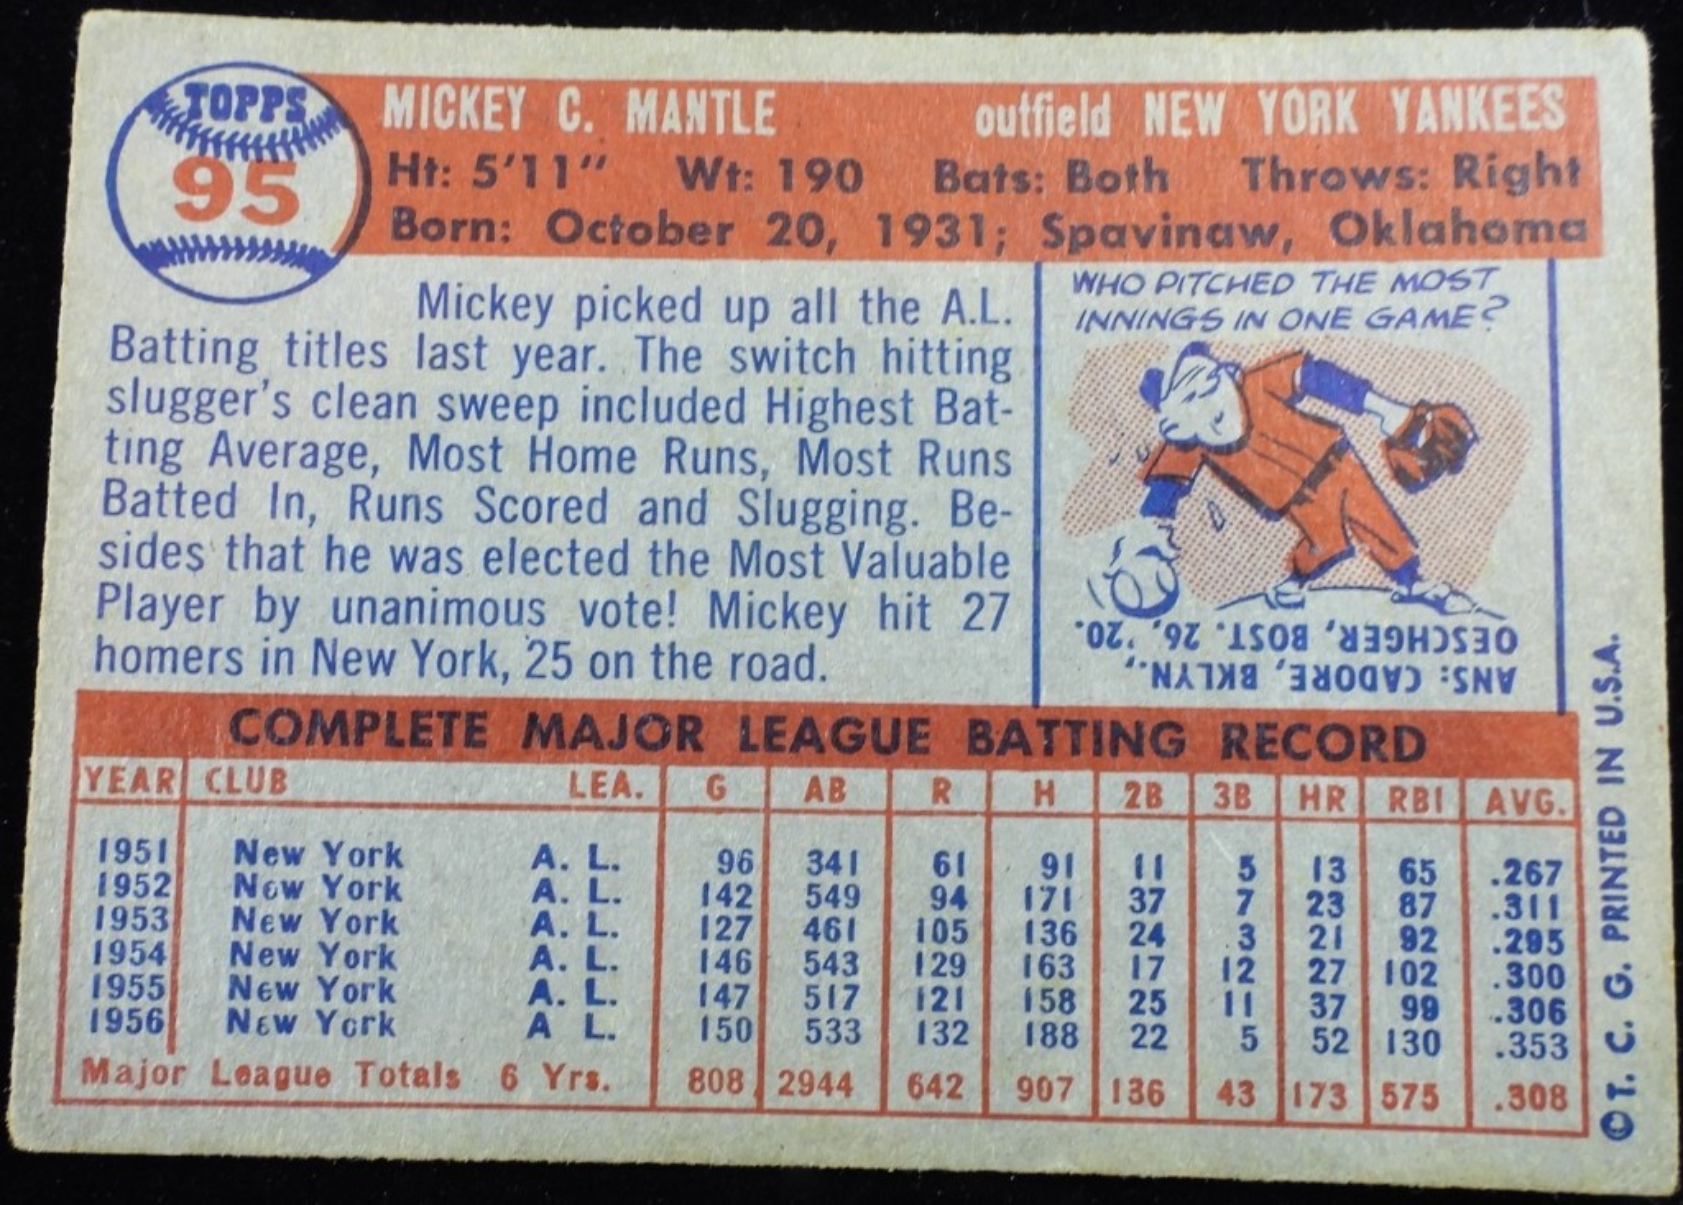 TOPPS
95
MICKEY C. MANTLE outfield NEW YORK YANKEES
Ht: 5'11" Wt: 190 Bats: Both Throws: Right
Born: October 20, 1931; Spavinaw, Oklahoma
Mickey picked up all the A.L.
Batting titles last year. The switch hitting
slugger's clean sweep included Highest Bat-
ting Average, Most Home Runs, Most Runs
Batted In, Runs Scored and Slugging. Be-
sides that he was elected the Most Valuable
Player by unanimous vote! Mickey hit 27
homers in New York, 25 on the road.
WHO PITCHED THE MOST
INNINGS IN ONE GAME?
ANS: CADORE, BKLYN.,
OESCHGER, BOST. 26, '20.
COMPLETE MAJOR LEAGUE BATTING RECORD
YEAR CLUB LEA. G AB R H 2B 3B HR RBI AVG.
1951 New York A. L. 96 341 61 91 11 5 13 65 .267
1952 New York A. L. 142 549 94 171 37 7 23 87 .311
1953 New York A. L. 127 461 105 136 24 3 21 92 .295
1954 New York A. L. 146 543 129 163 17 12 27 102 .300
1955 New York A. L. 147 517 121 158 25 11 37 99 .306
1956 New York A L. 150 533 132 188 22 5 52 130 .353
Major League Totals 6 Yrs. 808 2944 642 907 136 43 173 575 .308
© T. C. G. PRINTED IN U.S.A.